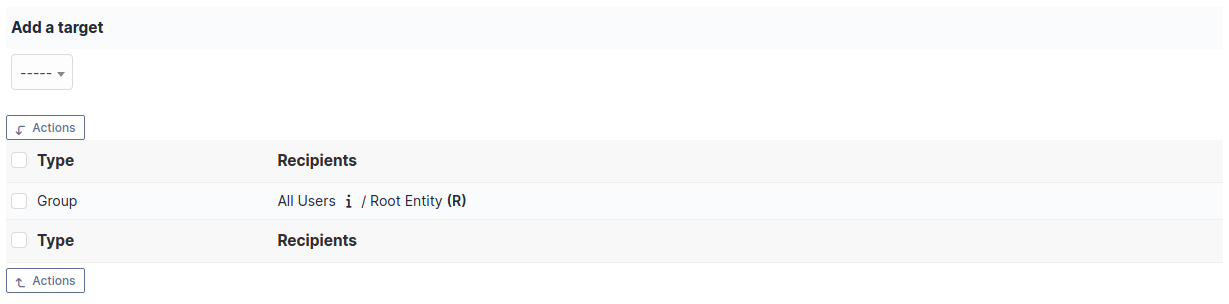 Add a target
-----
Actions
Type Recipients
Group All Users i / Root Entity (R)
Type Recipients
Actions